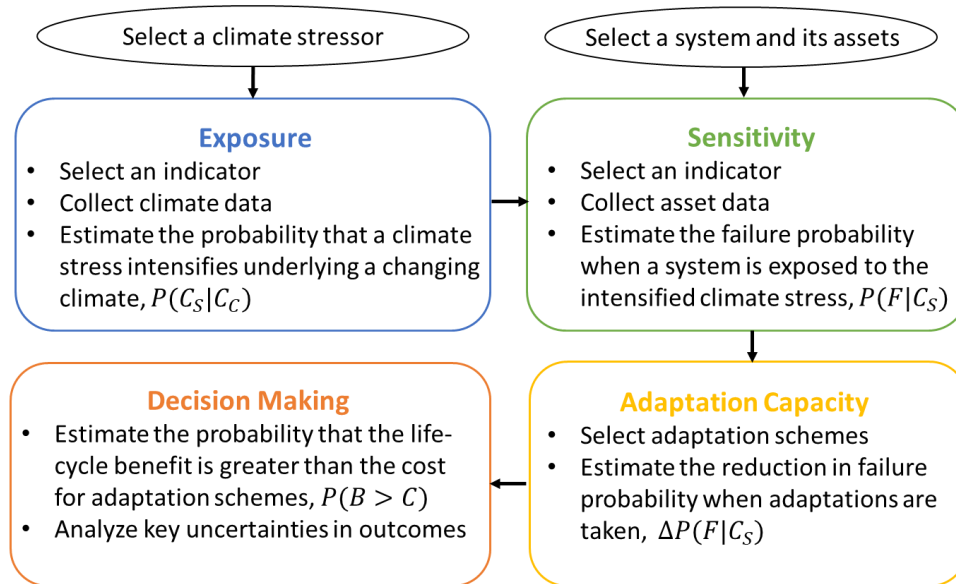 Select a climate stressor
Select a system and its assets
Exposure
• Select an indicator
• Collect climate data
• Estimate the probability that a climate
stress intensifies underlying a changing
climate, P(C_S|C_C)
Sensitivity
• Select an indicator
• Collect asset data
• Estimate the failure probability
when a system is exposed to the
intensified climate stress, P(F|C_S)
Adaptation Capacity
• Select adaptation schemes
• Estimate the reduction in failure
probability when adaptations are
taken, ΔP(F|C_S)
Decision Making
• Estimate the probability that the life-
cycle benefit is greater than the cost
for adaptation schemes, P(B > C)
• Analyze key uncertainties in outcomes